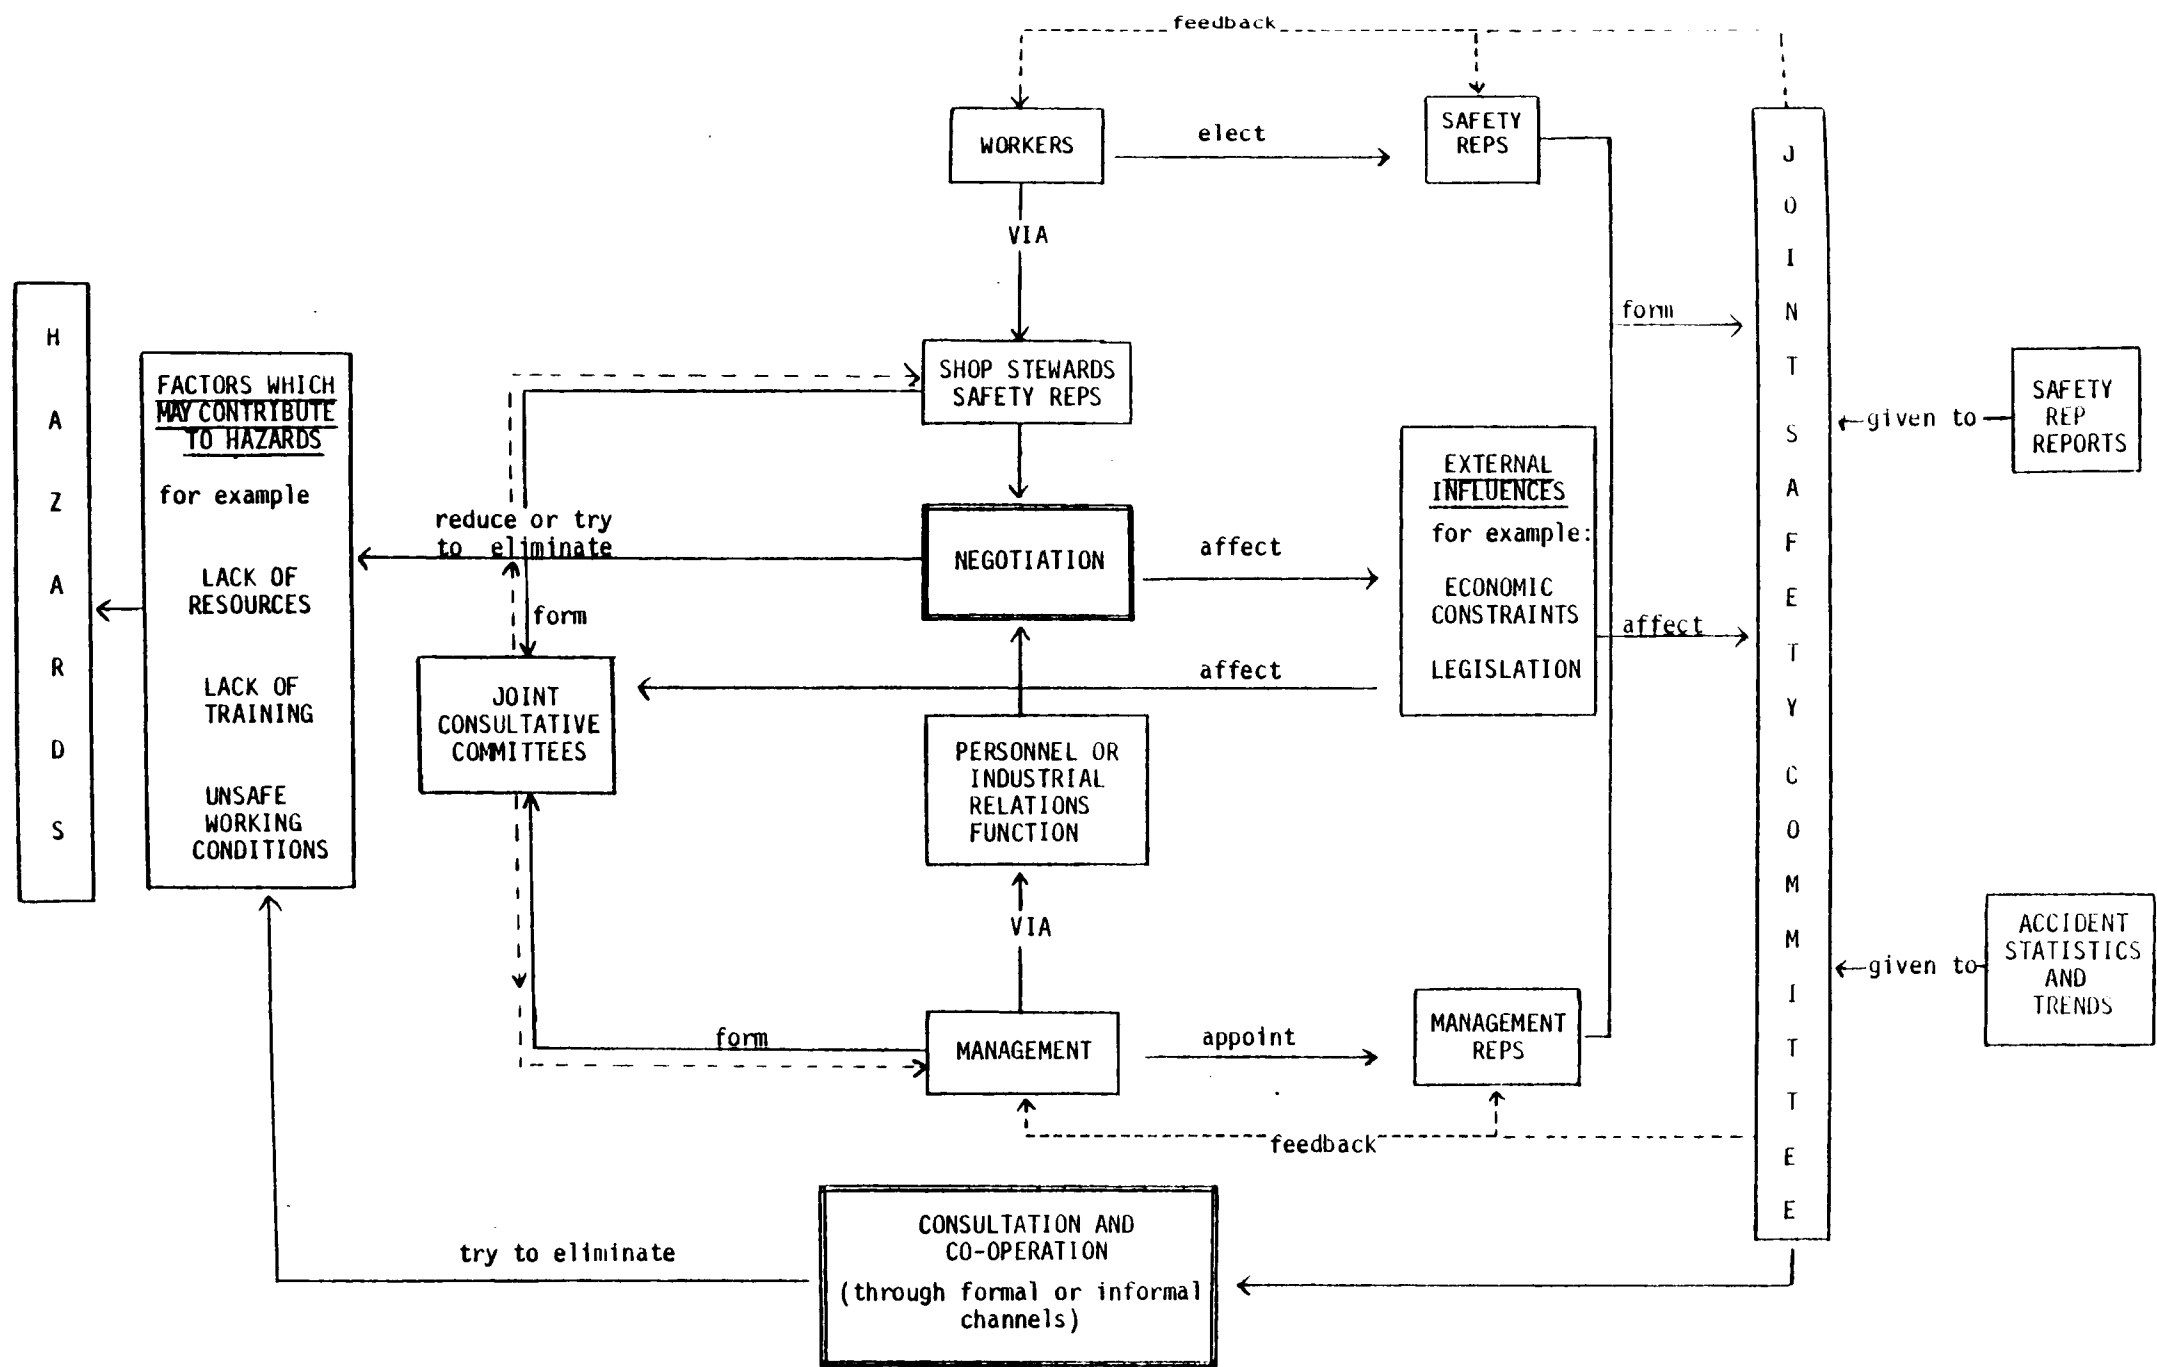 feedback
WORKERS
elect
SAFETY
REPS
VIA
form
SHOP STEWARDS
SAFETY REPS
HAZARDS
FACTORS WHICH
MAY CONTRIBUTE
TO HAZARDS
for example
LACK OF
RESOURCES
LACK OF
TRAINING
UNSAFE
WORKING
CONDITIONS
reduce or try
to eliminate
form
NEGOTIATION
affect
EXTERNAL
INFLUENCES
for example:
ECONOMIC
CONSTRAINTS
LEGISLATION
affect
affect
JOINT
CONSULTATIVE
COMMITTEES
PERSONNEL OR
INDUSTRIAL
RELATIONS
FUNCTION
VIA
form
MANAGEMENT
appoint
MANAGEMENT
REPS
feedback
JOINT SAFETY COMMITTEE
given to
SAFETY
REP
REPORTS
given to
ACCIDENT
STATISTICS
AND
TRENDS
CONSULTATION AND
CO-OPERATION
(through formal or informal
channels)
try to eliminate